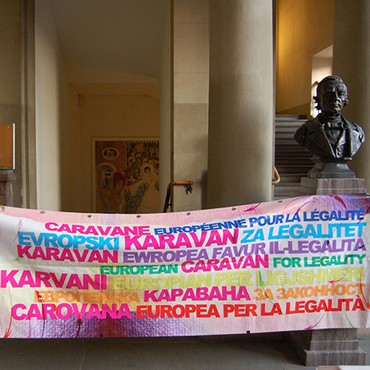 CARAVANE EUROPÉENNE POUR LA LÉGALITÉ
EVROPSKI KARAVAN ZA LEGALITET
KARAVAN EWROPEA FAVUR IL-LEGALITÀ
EUROPEAN CARAVAN FOR LEGALITY
KARVANI EUROPIAN PER LIGJSHMERI
ЕВРОПЕЙСКА КАРАВАНА ЗА ЗАКОННОСТ
CAROVANA EUROPEA PER LA LEGALITÀ